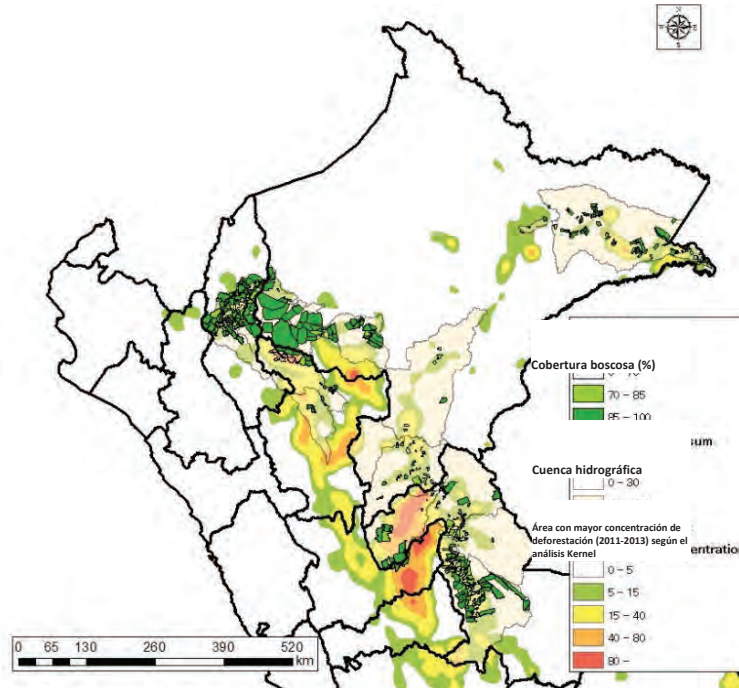 S
Cobertura boscosa (%)
70 – 85
85 – 100
sum
Cuenca hidrográfica
0 – 30
Área con mayor concentración de
deforestación (2011-2013) según el
análisis Kernel
entration
0 – 5
5 – 15
15 – 40
40 – 80
80 –
0 65 130 260 390 520
km